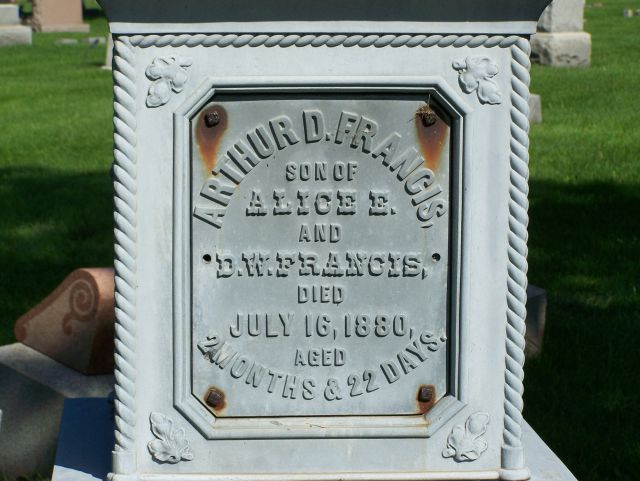 ARTHUR D. FRANCIS,
SON OF
ALICE E.
AND
D.W. FRANCIS,
DIED
JULY 16, 1880,
AGED
2 MONTHS & 22 DAYS.